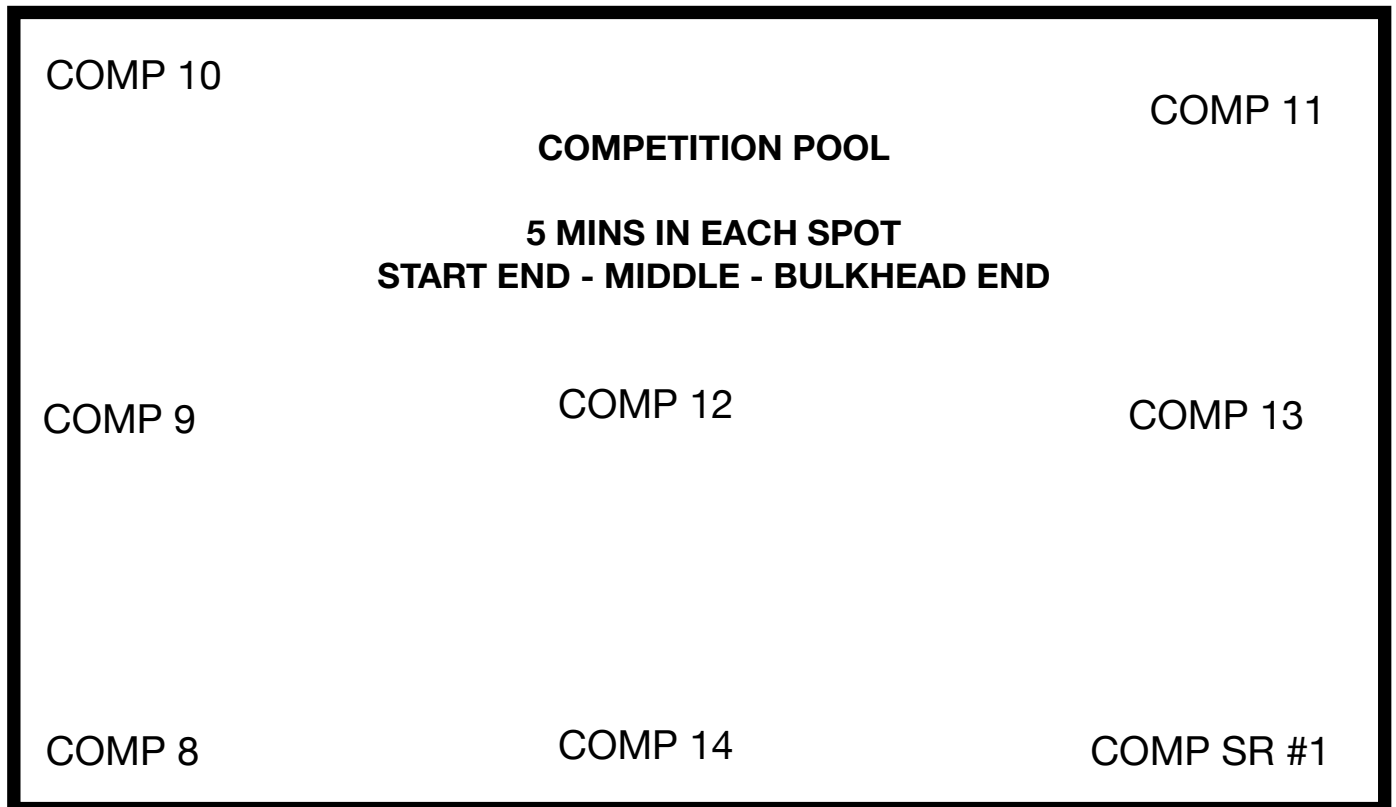 COMP 10
COMP 11
COMPETITION POOL
5 MINS IN EACH SPOT
START END - MIDDLE - BULKHEAD END
COMP 9
COMP 12
COMP 13
COMP 8
COMP 14
COMP SR #1